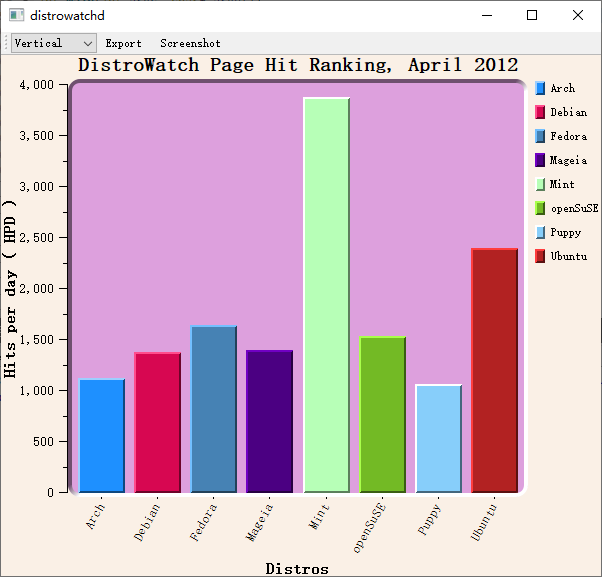 distrowatchd
Vertical Export Screenshot
DistroWatch Page Hit Ranking, April 2012
Hits per day ( HPD )
4,000
3,500
3,000
2,500
2,000
1,500
1,000
500
0
Arch
Debian
Fedora
Mageia
Mint
openSuSE
Puppy
Ubuntu
Distros
Arch
Debian
Fedora
Mageia
Mint
openSuSE
Puppy
Ubuntu